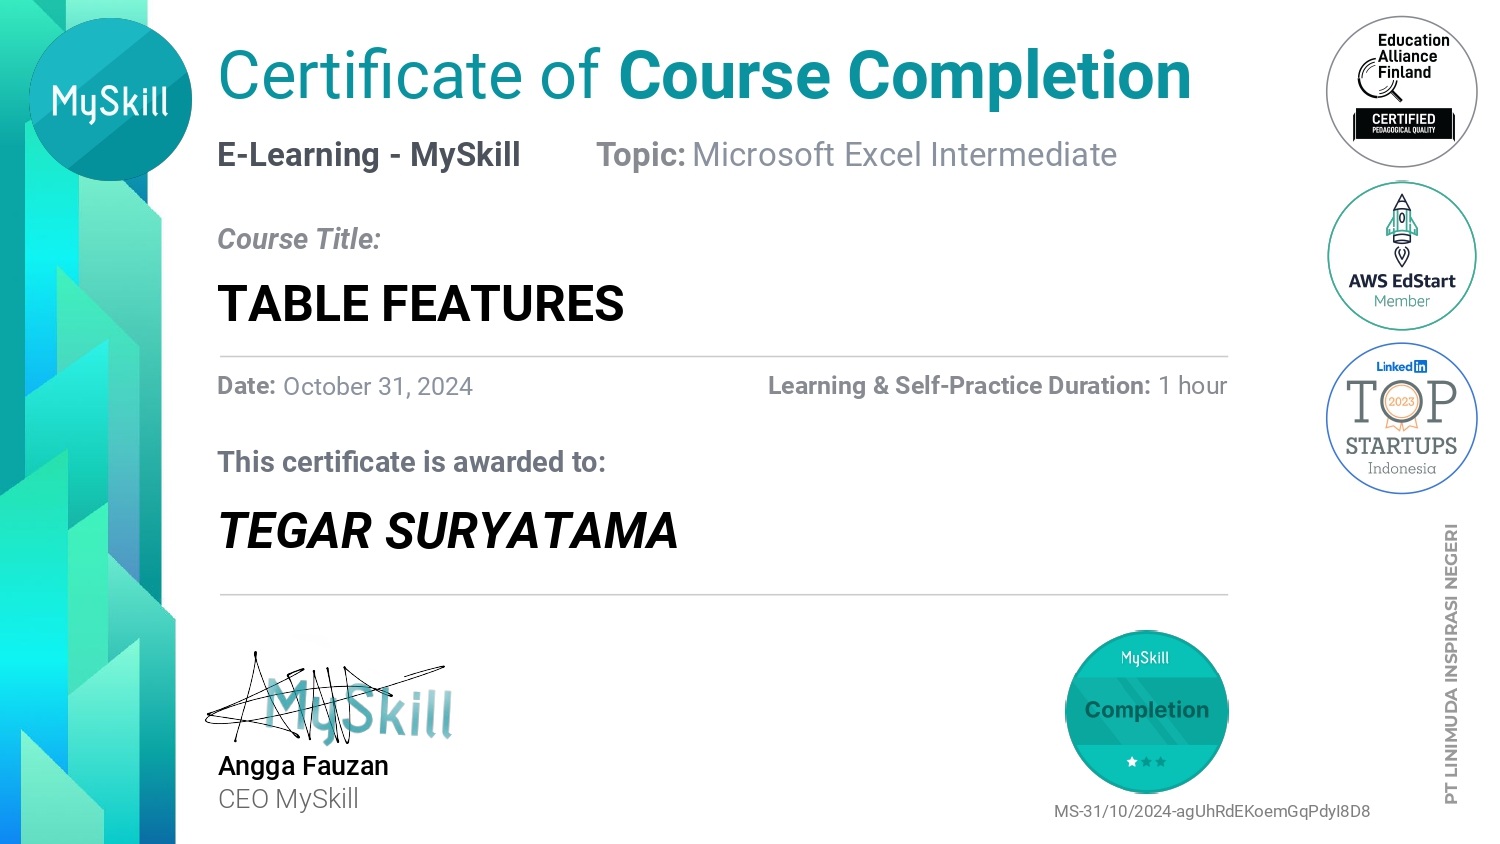 MySkill
Certificate of Course Completion
E-Learning - MySkill
Topic: Microsoft Excel Intermediate
Course Title:
TABLE FEATURES
Date: October 31, 2024
Learning & Self-Practice Duration: 1 hour
This certificate is awarded to:
TEGAR SURYATAMA
MySkill
Angga Fauzan
CEO MySkill
MySkill
Completion
MS-31/10/2024-agUhRdEKoemGqPdyI8D8
Education
Alliance
Finland
CERTIFIED
PEDAGOGICAL QUALITY
AWS EdStart
Member
LinkedIn
TOP
2023
STARTUPS
Indonesia
PT LINIMUDA INSPIRASI NEGERI